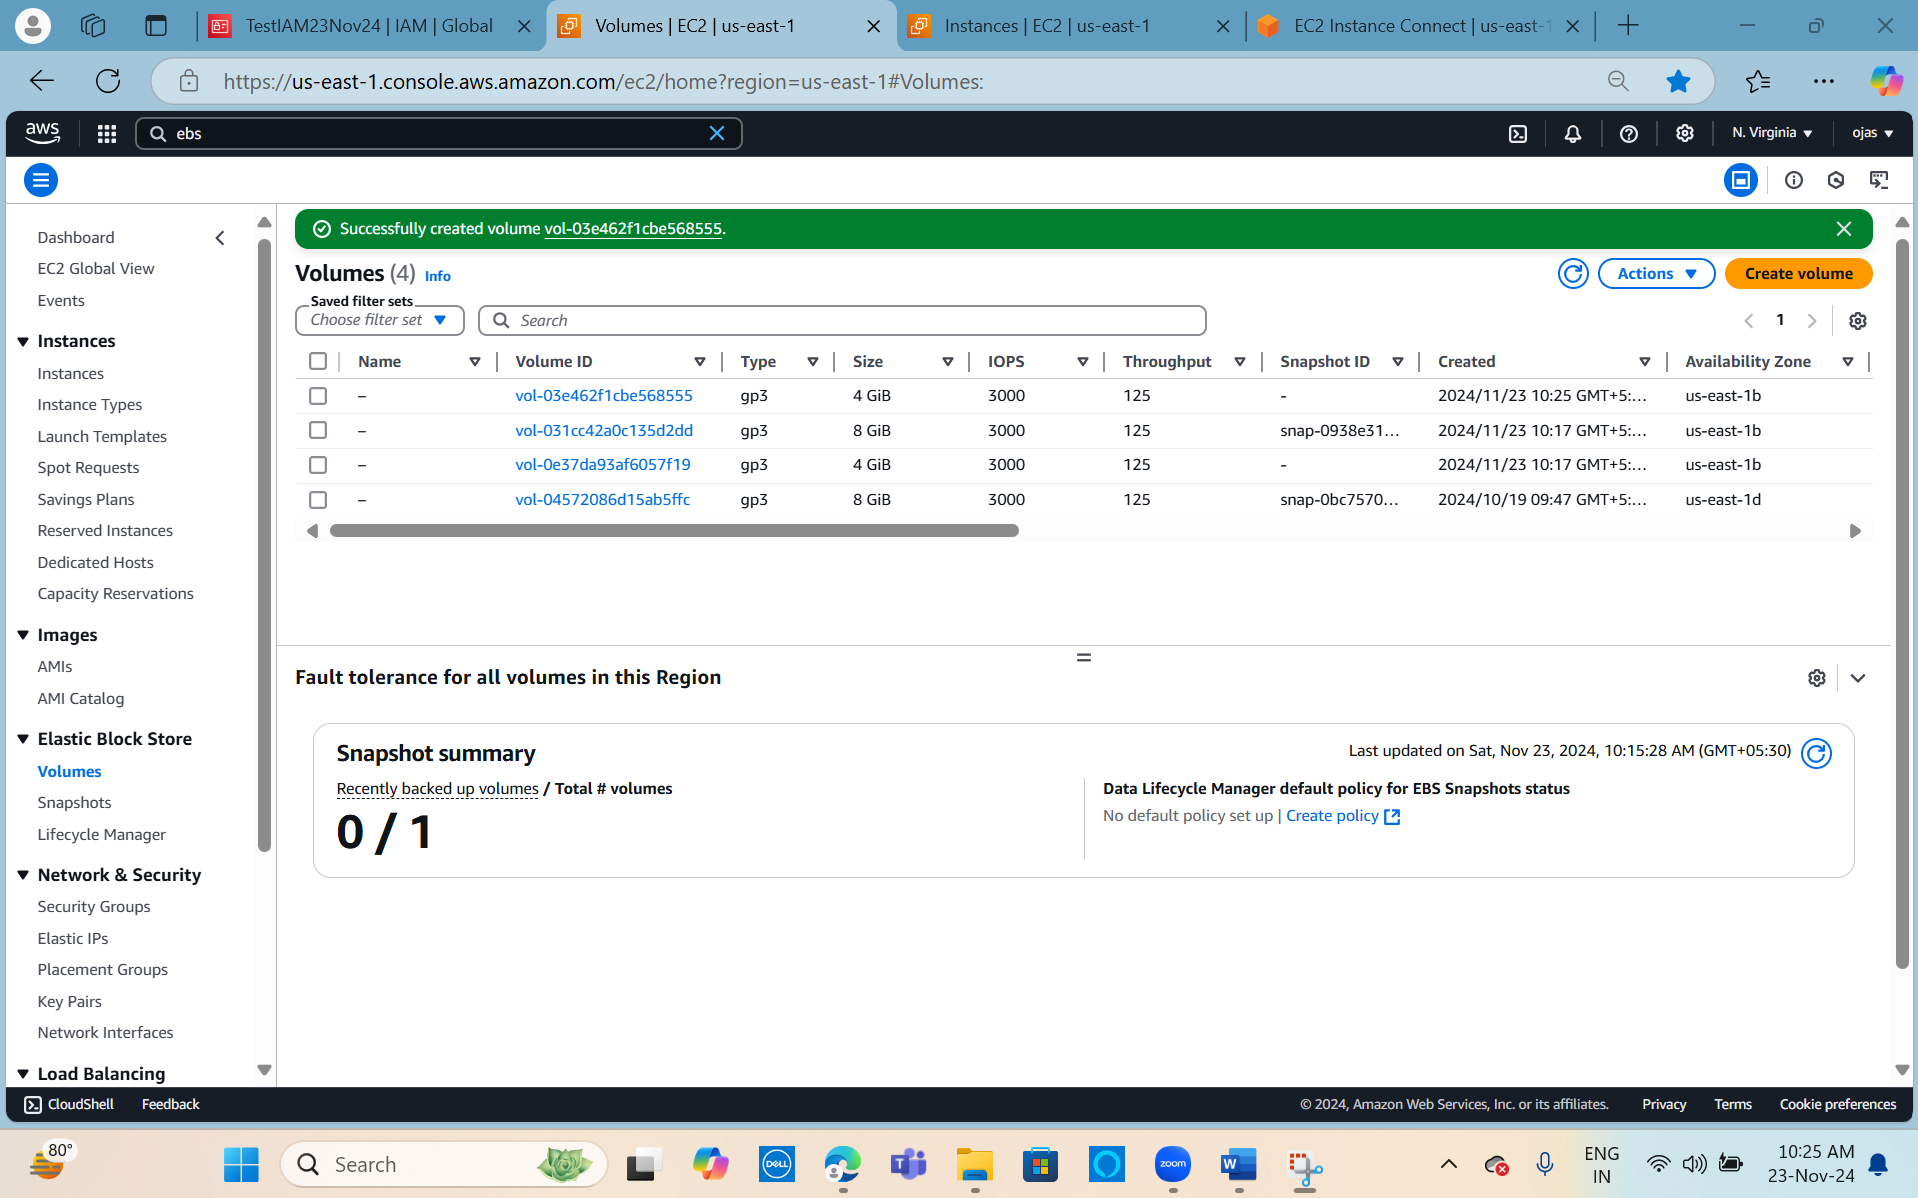 TestIAM23Nov24 | IAM | Global
Volumes | EC2 | us-east-1
Instances | EC2 | us-east-1
EC2 Instance Connect | us-east-1
https://us-east-1.console.aws.amazon.com/ec2/home?region=us-east-1#Volumes:
aws
ebs
N. Virginia
ojas
Dashboard
EC2 Global View
Events
Instances
Instances
Instance Types
Launch Templates
Spot Requests
Savings Plans
Reserved Instances
Dedicated Hosts
Capacity Reservations
Images
AMIs
AMI Catalog
Elastic Block Store
Volumes
Snapshots
Lifecycle Manager
Network & Security
Security Groups
Elastic IPs
Placement Groups
Key Pairs
Network Interfaces
Load Balancing
Successfully created volume vol-03e462f1cbe568555.
Volumes (4) Info
Actions
Create volume
Saved filter sets
Choose filter set
Search
1
Name Volume ID Type Size IOPS Throughput Snapshot ID Created Availability Zone
– vol-03e462f1cbe568555 gp3 4 GiB 3000 125 - 2024/11/23 10:25 GMT+5:... us-east-1b
– vol-031cc42a0c135d2dd gp3 8 GiB 3000 125 snap-0938e31... 2024/11/23 10:17 GMT+5:... us-east-1b
– vol-0e37da93af6057f19 gp3 4 GiB 3000 125 - 2024/11/23 10:17 GMT+5:... us-east-1b
– vol-04572086d15ab5ffc gp3 8 GiB 3000 125 snap-0bc7570... 2024/10/19 09:47 GMT+5:... us-east-1d
Fault tolerance for all volumes in this Region
Snapshot summary
Last updated on Sat, Nov 23, 2024, 10:15:28 AM (GMT+05:30)
Recently backed up volumes / Total # volumes
0 / 1
Data Lifecycle Manager default policy for EBS Snapshots status
No default policy set up | Create policy
CloudShell
Feedback
© 2024, Amazon Web Services, Inc. or its affiliates.
Privacy
Terms
Cookie preferences
80°
Search
DELL
zoom
W
ENG
IN
10:25 AM
23-Nov-24